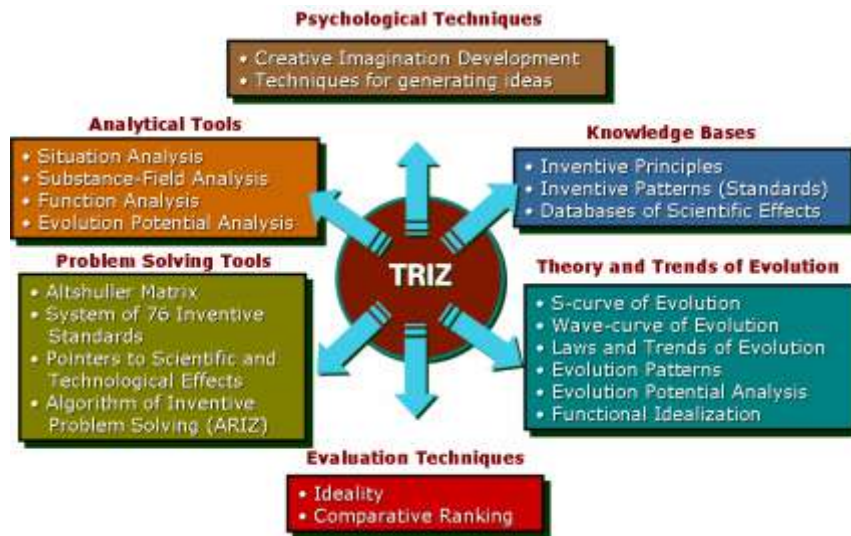 Psychological Techniques
• Creative Imagination Development
• Techniques for generating ideas
Analytical Tools
• Situation Analysis
• Substance-Field Analysis
• Function Analysis
• Evolution Potential Analysis
Knowledge Bases
• Inventive Principles
• Inventive Patterns (Standards)
• Databases of Scientific Effects
TRIZ
Problem Solving Tools
• Altshuller Matrix
• System of 76 Inventive
Standards
• Pointers to Scientific and
Technological Effects
• Algorithm of Inventive
Problem Solving (ARIZ)
Theory and Trends of Evolution
• S-curve of Evolution
• Wave-curve of Evolution
• Laws and Trends of Evolution
• Evolution Patterns
• Evolution Potential Analysis
• Functional Idealization
Evaluation Techniques
• Ideality
• Comparative Ranking